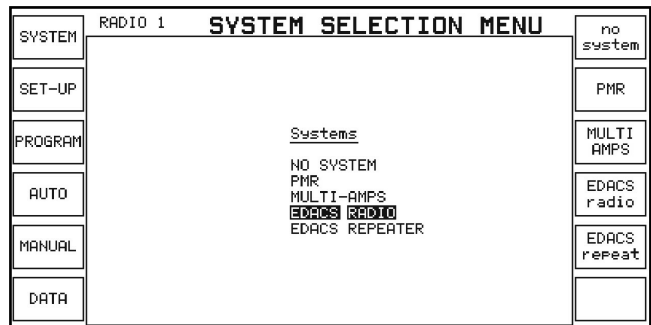 RADIO 1 SYSTEM SELECTION MENU
SYSTEM
SET-UP
PROGRAM
AUTO
MANUAL
DATA
Systems
NO SYSTEM
PMR
MULTI-AMPS
EDACS RADIO
EDACS REPEATER
no
system
PMR
MULTI
AMPS
EDACS
radio
EDACS
repeat